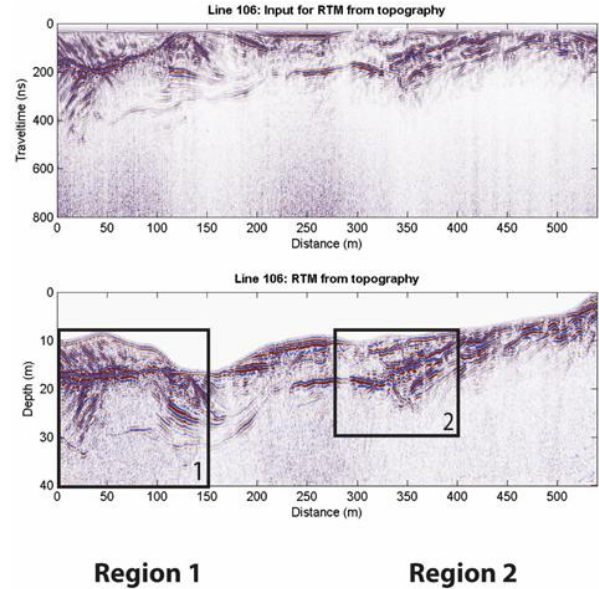 Line 106: Input for RTM from topography
0
200
400
600
800
Traveltime (ns)
0 50 100 150 200 250 300 350 400 450 500
Distance (m)
Line 106: RTM from topography
0
10
20
30
40
Depth (m)
1
2
0 50 100 150 200 250 300 350 400 450 500
Distance (m)
Region 1 Region 2